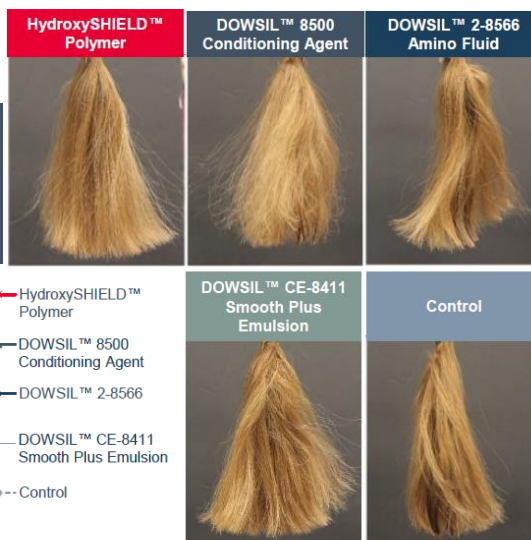 HydroxySHIELD™
Polymer
DOWSIL™ 8500
Conditioning Agent
DOWSIL™ 2-8566
Amino Fluid
HydroxySHIELD™
Polymer
DOWSIL™ 8500
Conditioning Agent
DOWSIL™ 2-8566
DOWSIL™ CE-8411
Smooth Plus Emulsion
Control
DOWSIL™ CE-8411
Smooth Plus
Emulsion
Control